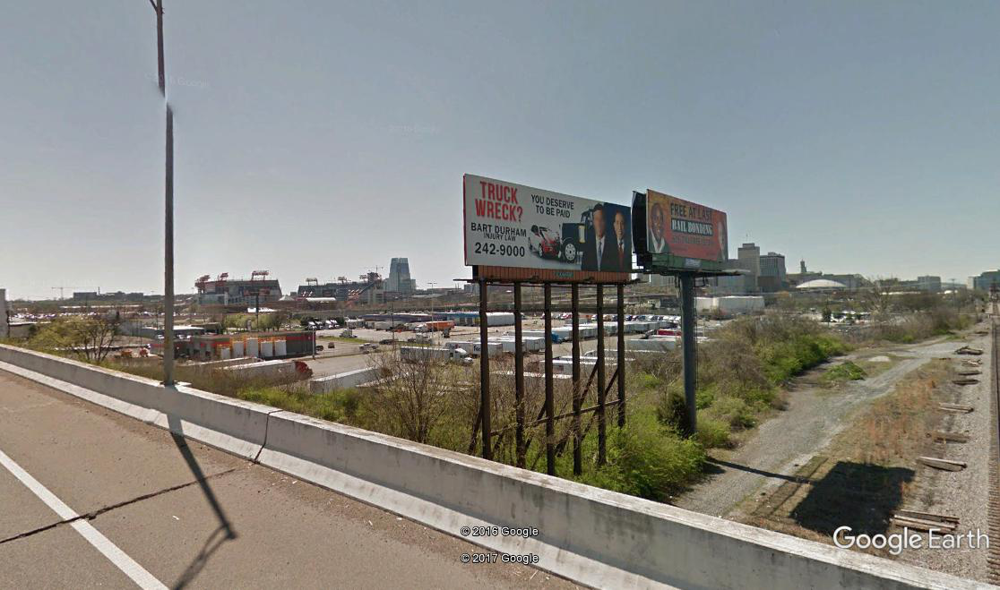 TRUCK
WRECK?
YOU DESERVE
TO BE PAID
BART DURHAM
INJURY LAW
242-9000
FREE AT LAST
BAIL BONDING
© 2016 Google
© 2017 Google
Google Earth